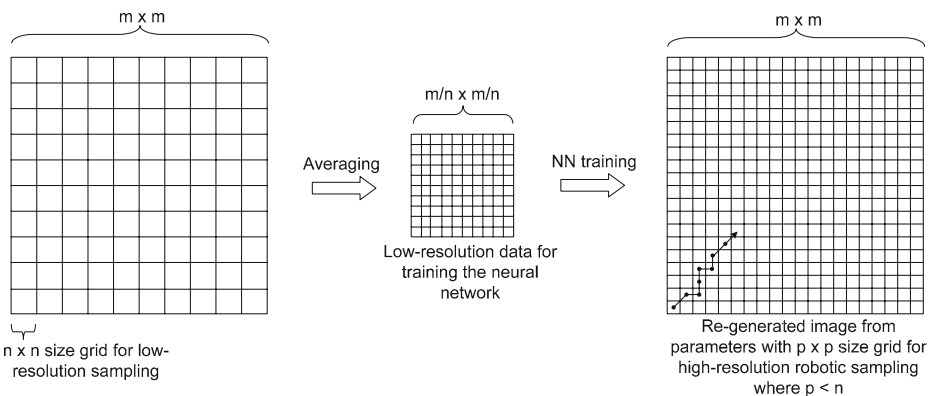 m x m
n x n size grid for low-
resolution sampling
Averaging
m/n x m/n
Low-resolution data for
training the neural
network
NN training
m x m
Re-generated image from
parameters with p x p size grid for
high-resolution robotic sampling
where p < n